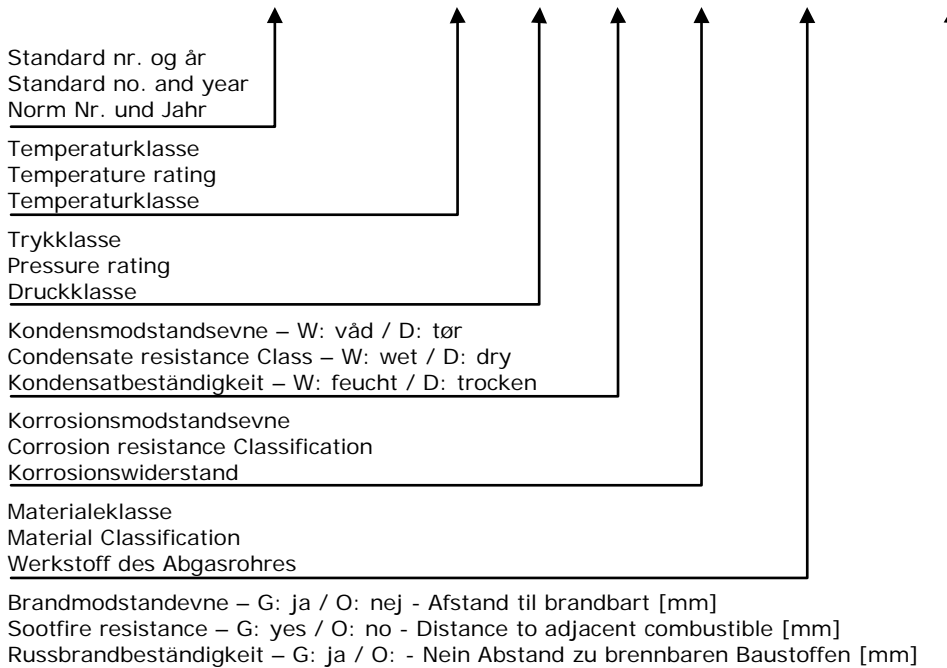 Standard nr. og år
Standard no. and year
Norm Nr. und Jahr
Temperaturklasse
Temperature rating
Temperaturklasse
Trykklasse
Pressure rating
Druckklasse
Kondensmodstandsevne – W: våd / D: tør
Condensate resistance Class – W: wet / D: dry
Kondensatbeständigkeit – W: feucht / D: trocken
Korrosionsmodstandsevne
Corrosion resistance Classification
Korrosionswiderstand
Materialeklasse
Material Classification
Werkstoff des Abgasrohres
Brandmodstandevne – G: ja / O: nej - Afstand til brandbart [mm]
Sootfire resistance – G: yes / O: no - Distance to adjacent combustible [mm]
Russbrandbeständigkeit – G: ja / O: - Nein Abstand zu brennbaren Baustoffen [mm]